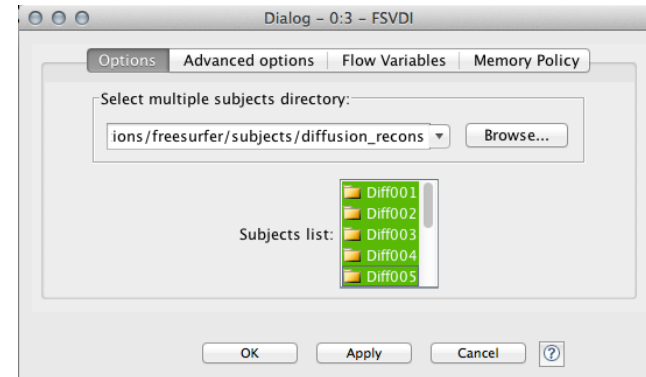 Dialog - 0:3 - FSVDI
Options Advanced options Flow Variables Memory Policy
Select multiple subjects directory:
ions/freesurfer/subjects/diffusion_recons Browse...
Subjects list:
Diff001
Diff002
Diff003
Diff004
Diff005
OK Apply Cancel ?